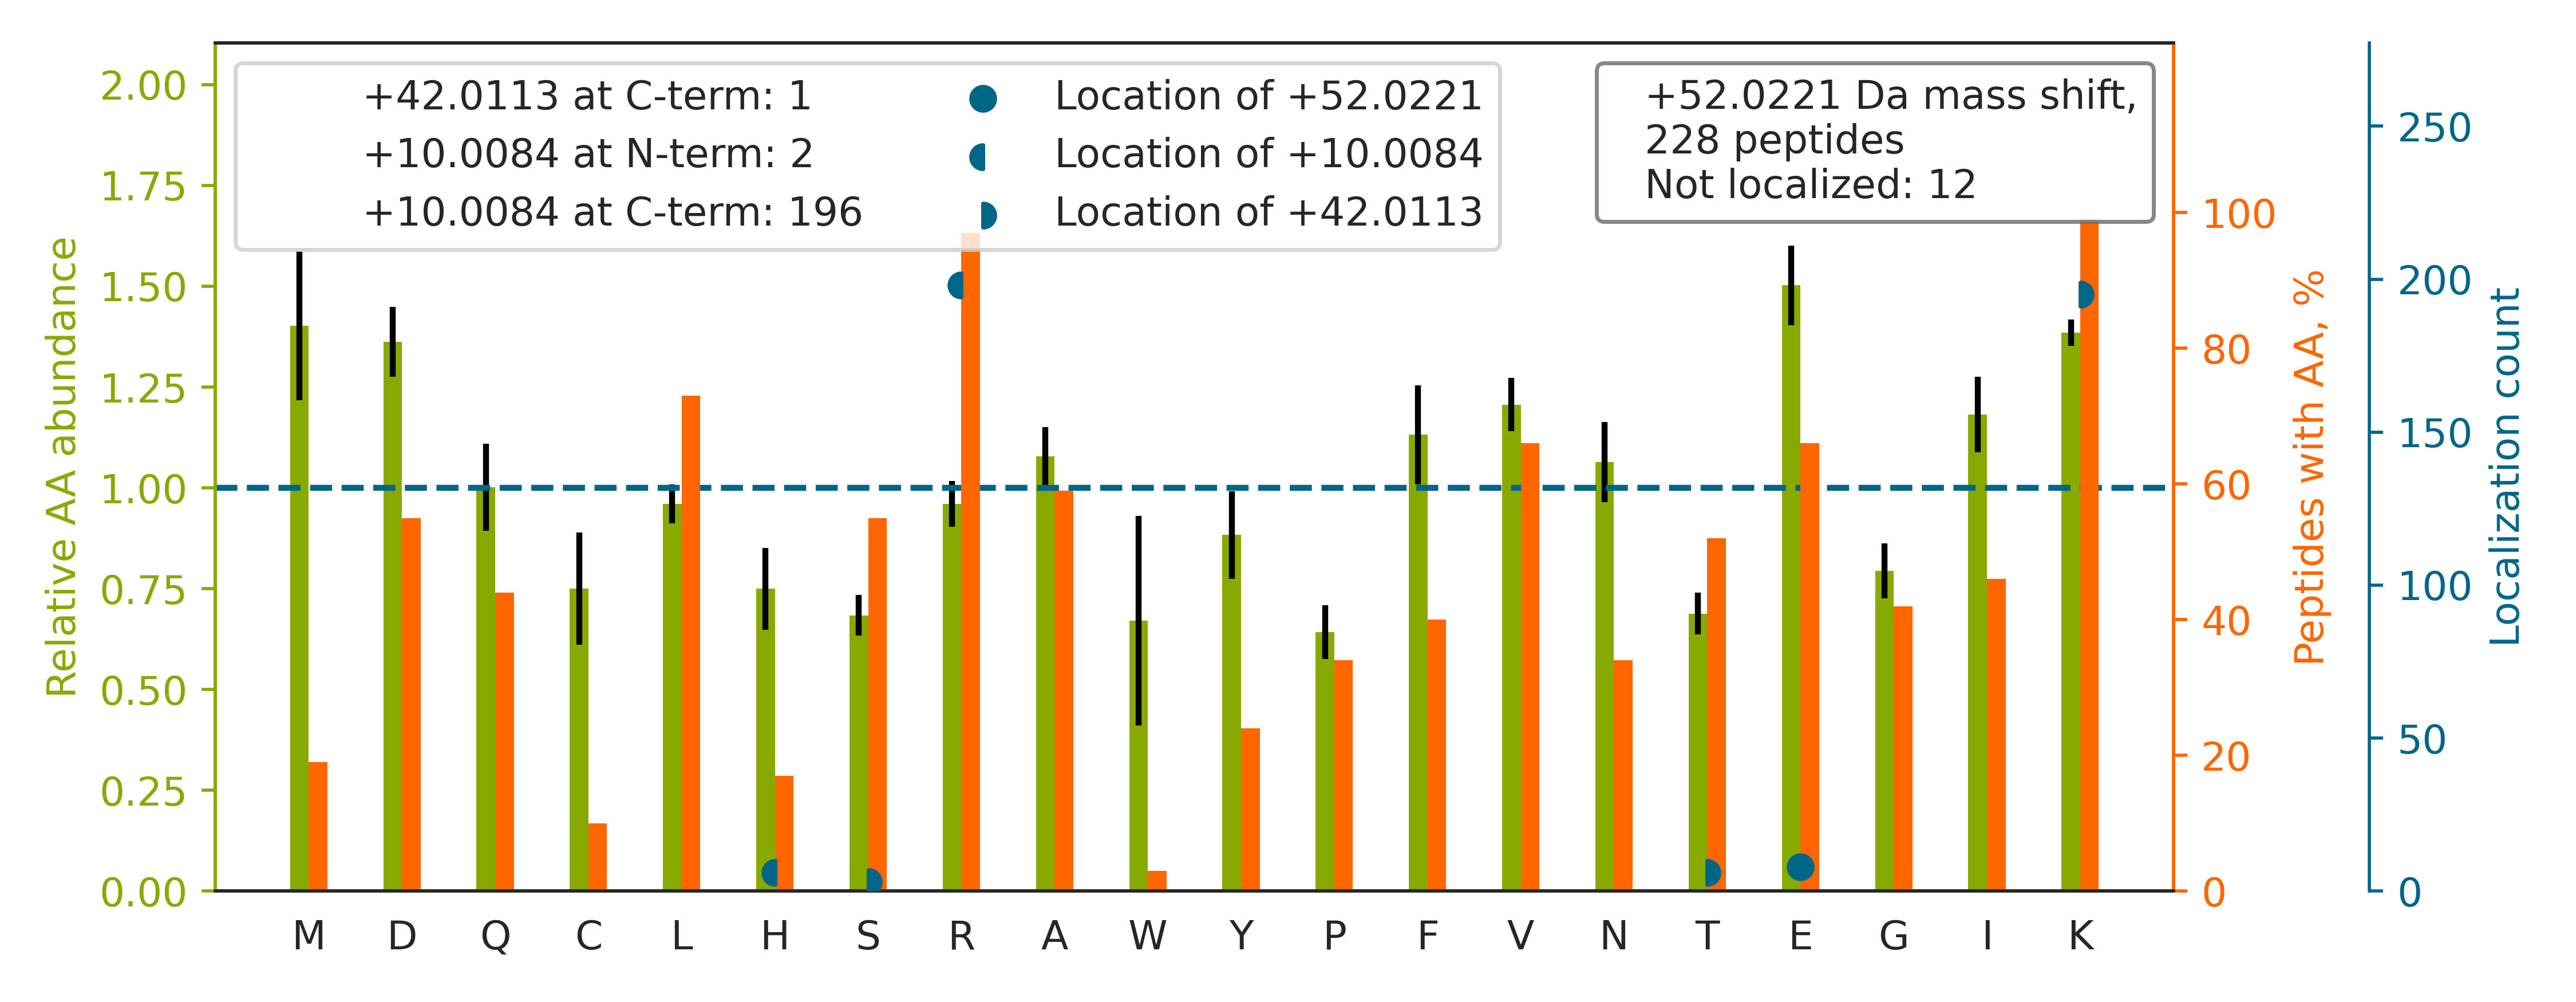 +42.0113 at C-term: 1
+10.0084 at N-term: 2
+10.0084 at C-term: 196
Location of +52.0221
Location of +10.0084
Location of +42.0113
+52.0221 Da mass shift,
228 peptides
Not localized: 12
Relative AA abundance
2.00
1.75
1.50
1.25
1.00
0.75
0.50
0.25
0.00
M D Q C L H S R A W Y P F V N T E G I K
100
80
60
40
20
0
Peptides with AA, %
250
200
150
100
50
0
Localization count